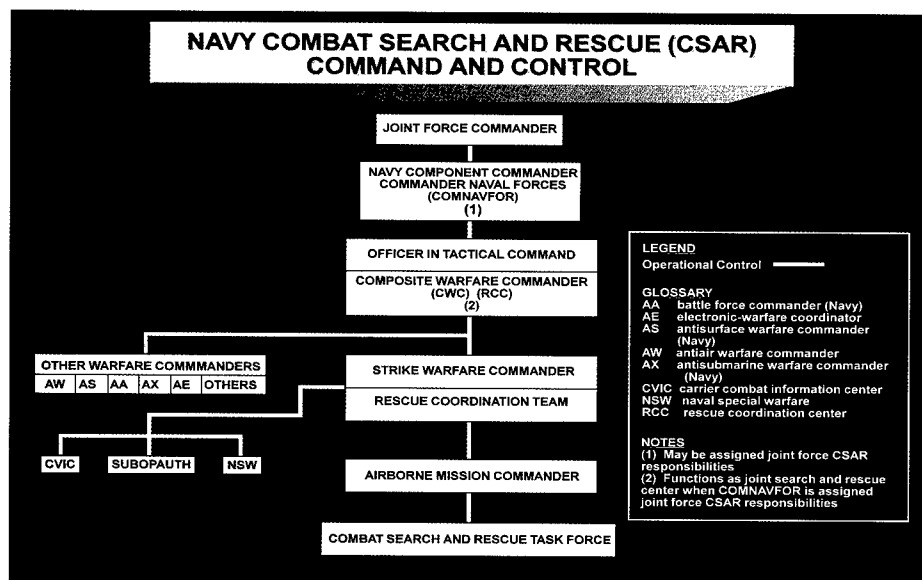 NAVY COMBAT SEARCH AND RESCUE (CSAR)
COMMAND AND CONTROL
JOINT FORCE COMMANDER
NAVY COMPONENT COMMANDER
COMMANDER NAVAL FORCES
(COMNAVFOR)
(1)
OFFICER IN TACTICAL COMMAND
COMPOSITE WARFARE COMMANDER
(CWC) (RCC)
(2)
OTHER WARFARE COMMMANDERS
AW AS AA AX AE OTHERS
STRIKE WARFARE COMMANDER
RESCUE COORDINATION TEAM
CVIC SUBOPAUTH NSW
AIRBORNE MISSION COMMANDER
COMBAT SEARCH AND RESCUE TASK FORCE
LEGEND
Operational Control
GLOSSARY
AA battle force commander (Navy)
AE electronic-warfare coordinator
AS antisurface warfare commander
(Navy)
AW antiair warfare commander
AX antisubmarine warfare commander
(Navy)
CVIC carrier combat information center
NSW naval special warfare
RCC rescue coordination center
NOTES
(1) May be assigned joint force CSAR
responsibilities
(2) Functions as joint search and rescue
center when COMNAVFOR is assigned
joint force CSAR responsibilities